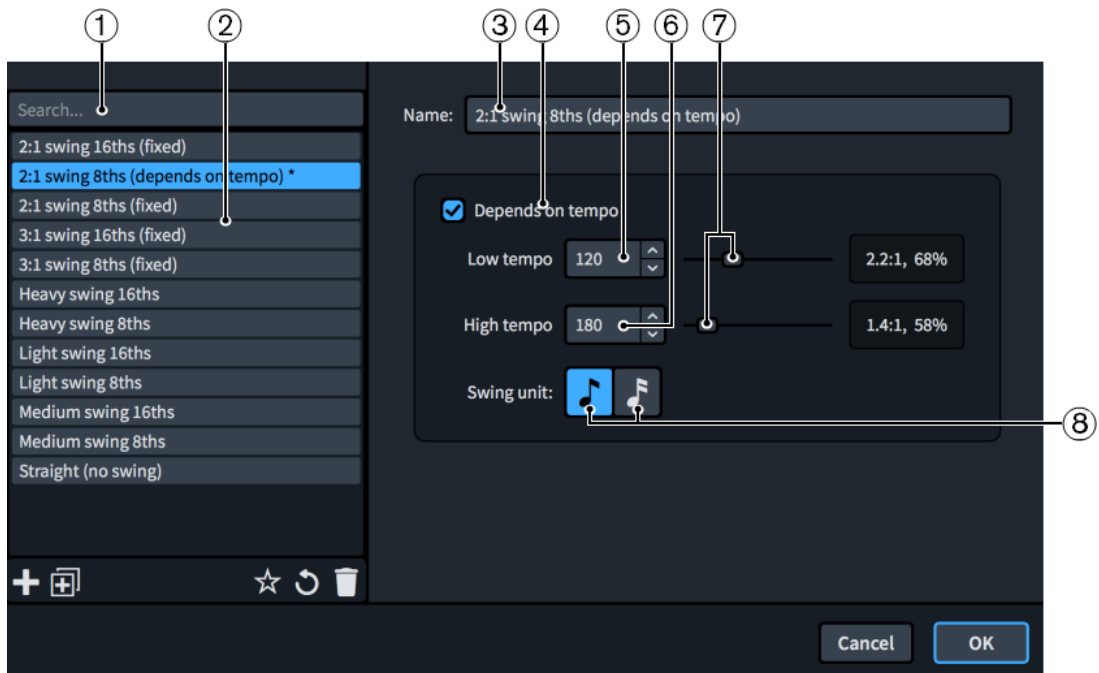 ① ② ③ ④ ⑤ ⑥ ⑦
Search...
Name: 2:1 swing 8ths (depends on tempo)
2:1 swing 16ths (fixed)
2:1 swing 8ths (depends on tempo) *
2:1 swing 8ths (fixed)
3:1 swing 16ths (fixed)
3:1 swing 8ths (fixed)
Heavy swing 16ths
Heavy swing 8ths
Light swing 16ths
Light swing 8ths
Medium swing 16ths
Medium swing 8ths
Straight (no swing)
Depends on tempo
Low tempo 120 2.2:1, 68%
High tempo 180 1.4:1, 58%
Swing unit:
⑧
Cancel OK